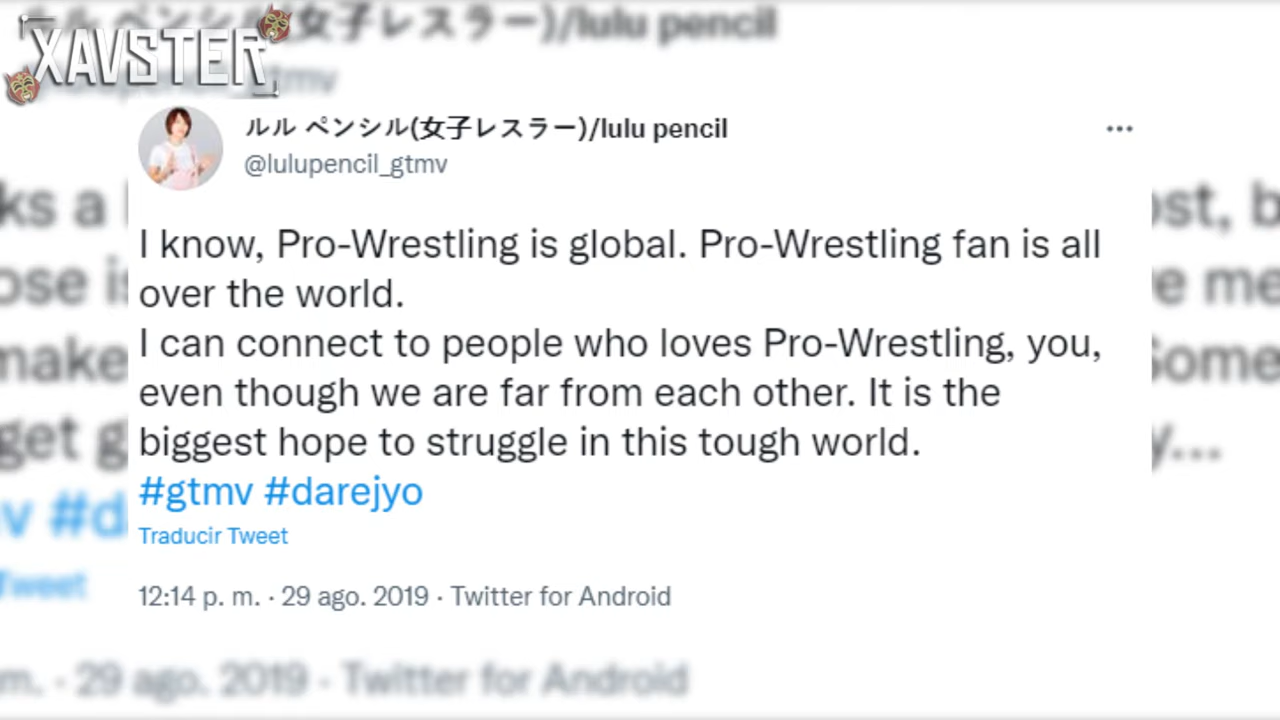 XAVSTER
ルル ペンシル(女子レスラー)/lulu pencil
@lulupencil_gtmv
I know, Pro-Wrestling is global. Pro-Wrestling fan is all
over the world.
I can connect to people who loves Pro-Wrestling, you,
even though we are far from each other. It is the
biggest hope to struggle in this tough world.
#gtmv #darejyo
Traducir Tweet
12:14 p. m. · 29 ago. 2019 · Twitter for Android